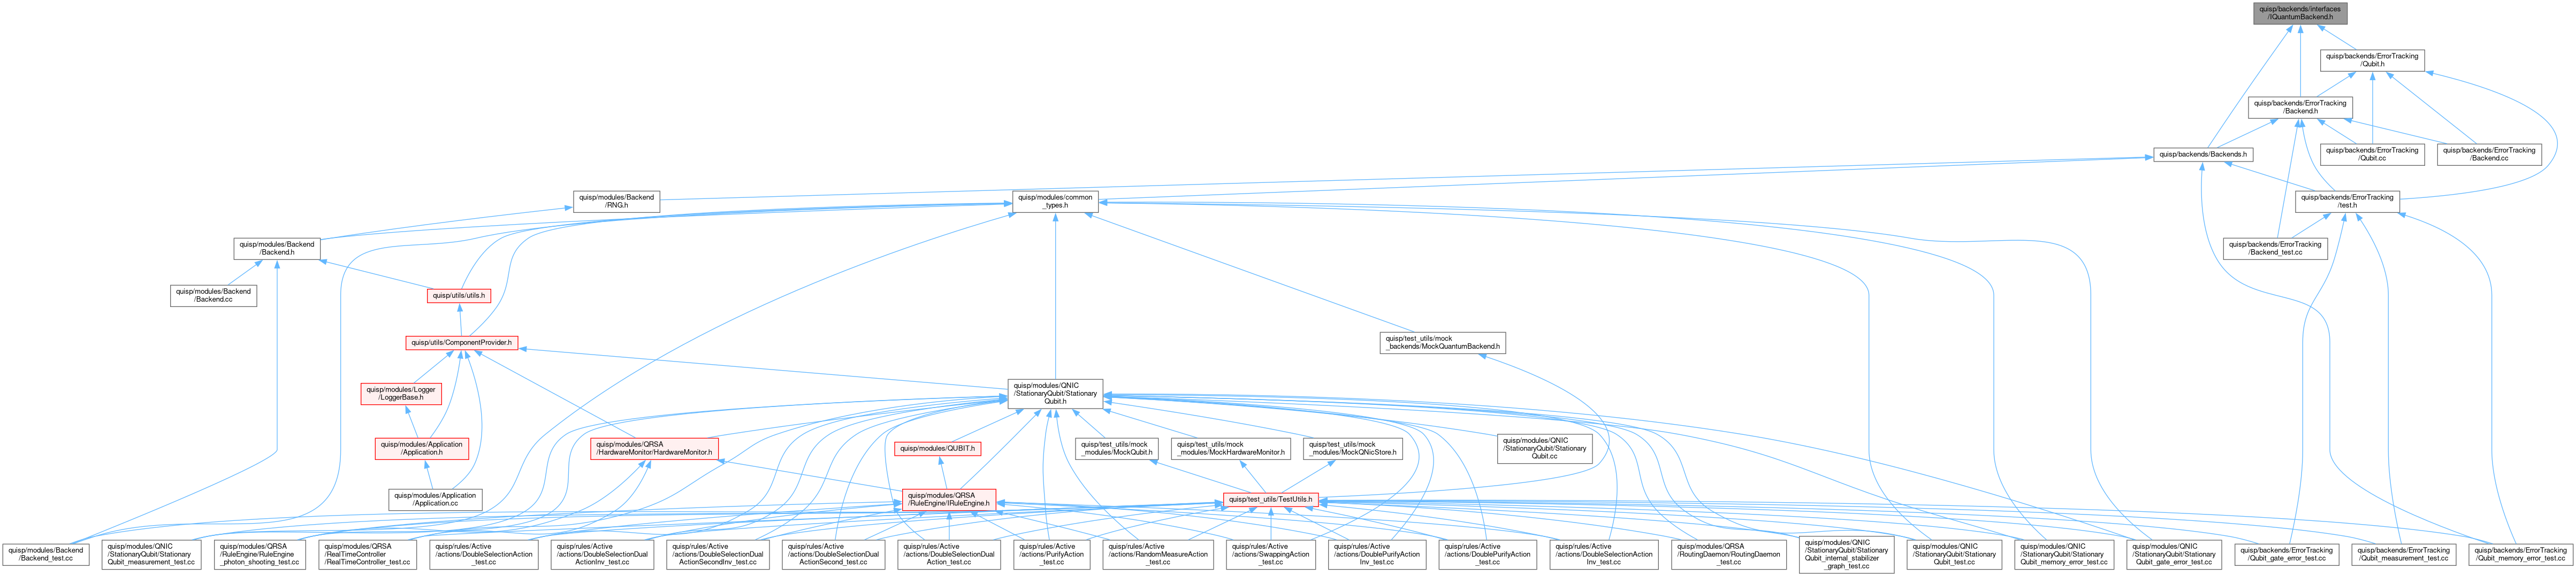 quisp/backends/interfaces
/IQuantumBackend.h
quisp/backends/ErrorTracking
/Qubit.h
quisp/backends/ErrorTracking
/Backend.h
quisp/backends/Backends.h
quisp/backends/ErrorTracking
/Qubit.cc
quisp/backends/ErrorTracking
/Backend.cc
quisp/modules/Backend
/RNG.h
quisp/modules/common
_types.h
quisp/backends/ErrorTracking
/test.h
quisp/modules/Backend
/Backend.h
quisp/backends/ErrorTracking
/Backend_test.cc
quisp/modules/Backend
/Backend.cc
quisp/utils/utils.h
quisp/utils/ComponentProvider.h
quisp/test_utils/mock
_backends/MockQuantumBackend.h
quisp/modules/Logger
/LoggerBase.h
quisp/modules/QNIC
/StationaryQubit/Stationary
Qubit.h
quisp/modules/Application
/Application.h
quisp/modules/QRSA
/HardwareMonitor/HardwareMonitor.h
quisp/modules/QUBIT.h
quisp/test_utils/mock
_modules/MockQubit.h
quisp/test_utils/mock
_modules/MockHardwareMonitor.h
quisp/test_utils/mock
_modules/MockQNicStore.h
quisp/modules/QNIC
/StationaryQubit/Stationary
Qubit.cc
quisp/modules/Application
/Application.cc
quisp/modules/QRSA
/RuleEngine/IRuleEngine.h
quisp/test_utils/TestUtils.h
quisp/modules/Backend
/Backend_test.cc
quisp/modules/QNIC
/StationaryQubit/Stationary
Qubit_measurement_test.cc
quisp/modules/QRSA
/RuleEngine/RuleEngine
_photon_shooting_test.cc
quisp/modules/QRSA
/RealTimeController
/RealTimeController_test.cc
quisp/rules/Active
/actions/DoubleSelectionAction
_test.cc
quisp/rules/Active
/actions/DoubleSelectionDual
ActionInv_test.cc
quisp/rules/Active
/actions/DoubleSelectionDual
ActionSecondInv_test.cc
quisp/rules/Active
/actions/DoubleSelectionDual
ActionSecond_test.cc
quisp/rules/Active
/actions/DoubleSelectionDual
Action_test.cc
quisp/rules/Active
/actions/PurifyAction
_test.cc
quisp/rules/Active
/actions/RandomMeasureAction
_test.cc
quisp/rules/Active
/actions/SwappingAction
_test.cc
quisp/rules/Active
/actions/DoublePurifyAction
Inv_test.cc
quisp/rules/Active
/actions/DoublePurifyAction
_test.cc
quisp/rules/Active
/actions/DoubleSelectionAction
Inv_test.cc
quisp/modules/QRSA
/RoutingDaemon/RoutingDaemon
_test.cc
quisp/modules/QNIC
/StationaryQubit/Stationary
Qubit_internal_stabilizer
_graph_test.cc
quisp/modules/QNIC
/StationaryQubit/Stationary
Qubit_test.cc
quisp/modules/QNIC
/StationaryQubit/Stationary
Qubit_memory_error_test.cc
quisp/modules/QNIC
/StationaryQubit/Stationary
Qubit_gate_error_test.cc
quisp/backends/ErrorTracking
/Qubit_gate_error_test.cc
quisp/backends/ErrorTracking
/Qubit_measurement_test.cc
quisp/backends/ErrorTracking
/Qubit_memory_error_test.cc